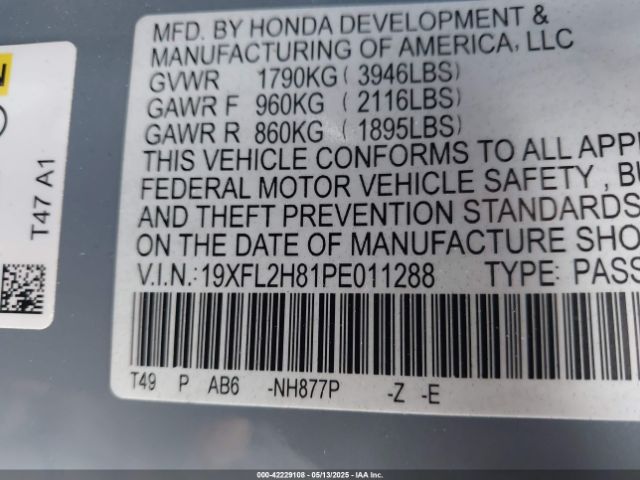 MFD. BY HONDA DEVELOPMENT &
MANUFACTURING OF AMERICA, LLC
GVWR 1790KG ( 3946LBS )
GAWR F 960KG ( 2116LBS )
GAWR R 860KG ( 1895LBS )
THIS VEHICLE CONFORMS TO ALL APPL
FEDERAL MOTOR VEHICLE SAFETY , BU
AND THEFT PREVENTION STANDARDS
ON THE DATE OF MANUFACTURE SHO
V.I.N.:19XFL2H81PE011288 TYPE: PASS
T49 P AB6 -NH877P -Z -E
T47 A1
000-42229108 - 05/13/2025 - IAA Inc. Copyright